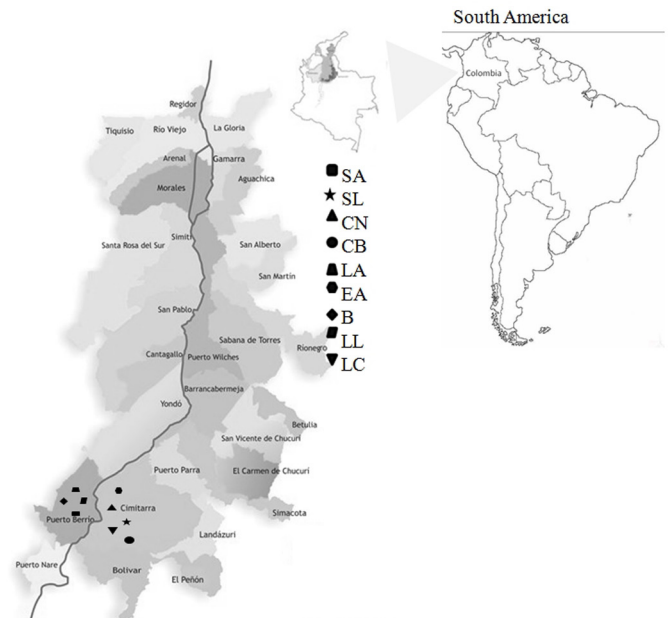 South America
Colombia
Regidor
Tiquisio
Río Viejo
La Gloria
Arenal
Gamarra
Morales
Aguachica
SA
SL
CN
CB
LA
EA
B
LL
LC
Santa Rosa del Sur
Simití
San Alberto
San Martín
San Pablo
Sabana de Torres
Rionegro
Cantagallo
Puerto Wilches
Barrancabermeja
Yondó
Betulia
San Vicente de Chucurí
Puerto Parra
El Carmen de Chucurí
Cimitarra
Simacota
Puerto Berrío
Landázuri
Puerto Nare
Bolivar
El Peñón